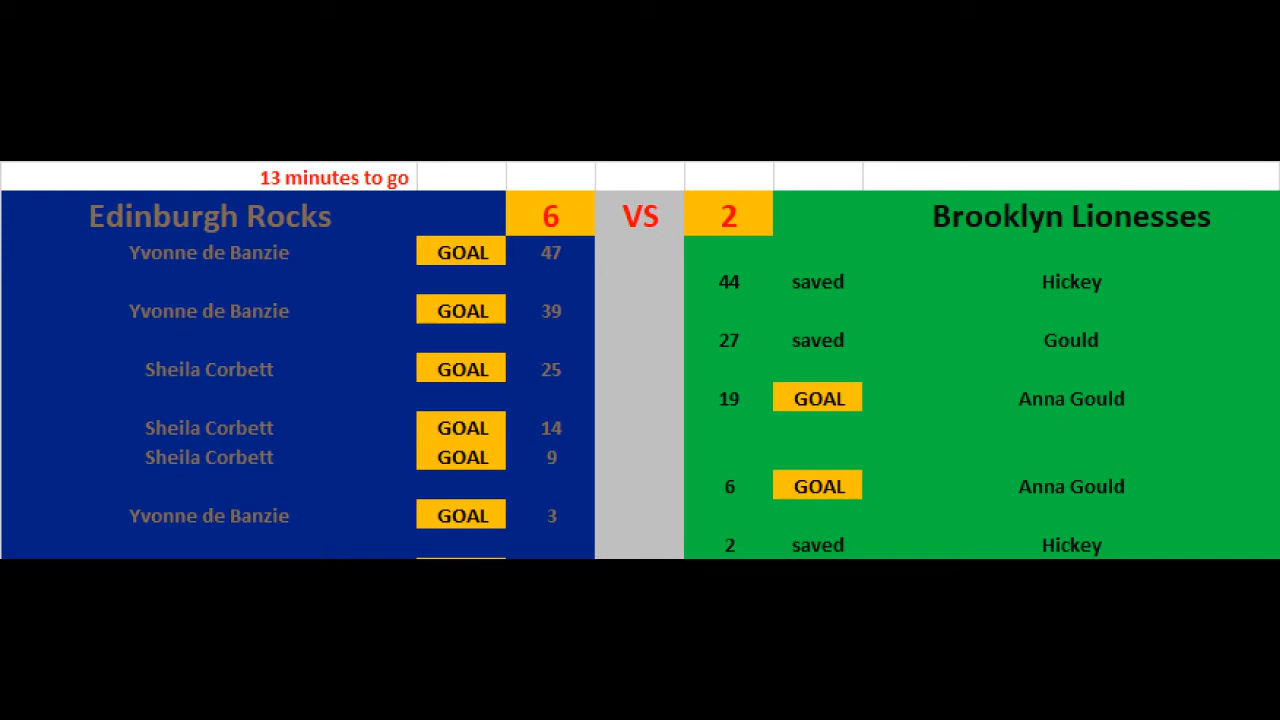 13 minutes to go
Edinburgh Rocks 6 VS 2 Brooklyn Lionesses
Yvonne de Banzie GOAL 47
44 saved Hickey
Yvonne de Banzie GOAL 39
27 saved Gould
Sheila Corbett GOAL 25
19 GOAL Anna Gould
Sheila Corbett GOAL 14
Sheila Corbett GOAL 9
6 GOAL Anna Gould
Yvonne de Banzie GOAL 3
2 saved Hickey